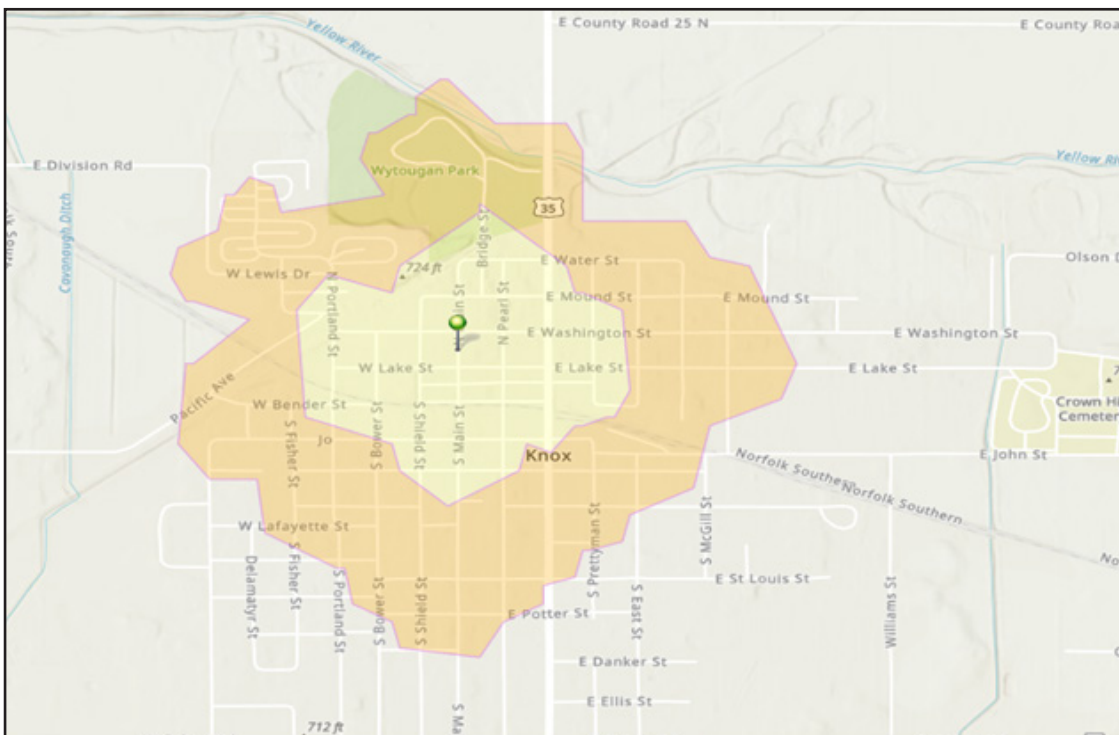 E County Road 25 N
E County Roa
Yellow River
E Division Rd
Wytougan Park
Yellow Riv
35
Cavanaugh Ditch
Bridge St
724 ft
E Water St
Olson D
W Lewis Dr
N Portland St
N Pearl St
E Mound St
E Mound St
E Washington St
E Washington St
W Lake St
E Lake St
E Lake St
Pacific Ave
W Bender St
Crown Hi
Cemeter
S Fisher St
Jo
S Bower St
S Shield St
S Main St
Knox
E John St
Norfolk Southern
Norfolk Southern
W Lafayette St
S Prettyman St
S McGill St
No
Delamatyr St
S Fisher St
S Portland St
S Bower St
S Shield St
E St Louis St
Williams St
E Potter St
S East St
E Danker St
E Ellis St
S Ma
712 ft